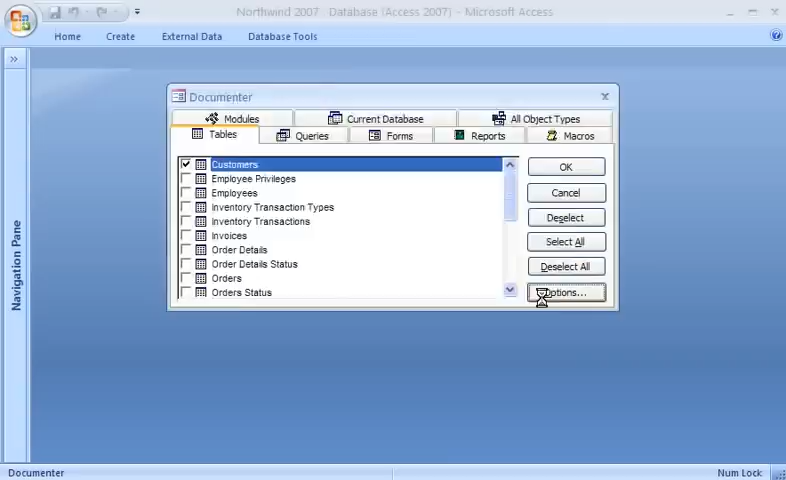 Northwind 2007 : Database (Access 2007) - Microsoft Access
Home Create External Data Database Tools
Documenter
Modules Current Database All Object Types
Tables Queries Forms Reports Macros
Customers
Employee Privileges
Employees
Inventory Transaction Types
Inventory Transactions
Invoices
Order Details
Order Details Status
Orders
Orders Status
OK
Cancel
Deselect
Select All
Deselect All
Options...
Navigation Pane
Documenter Num Lock